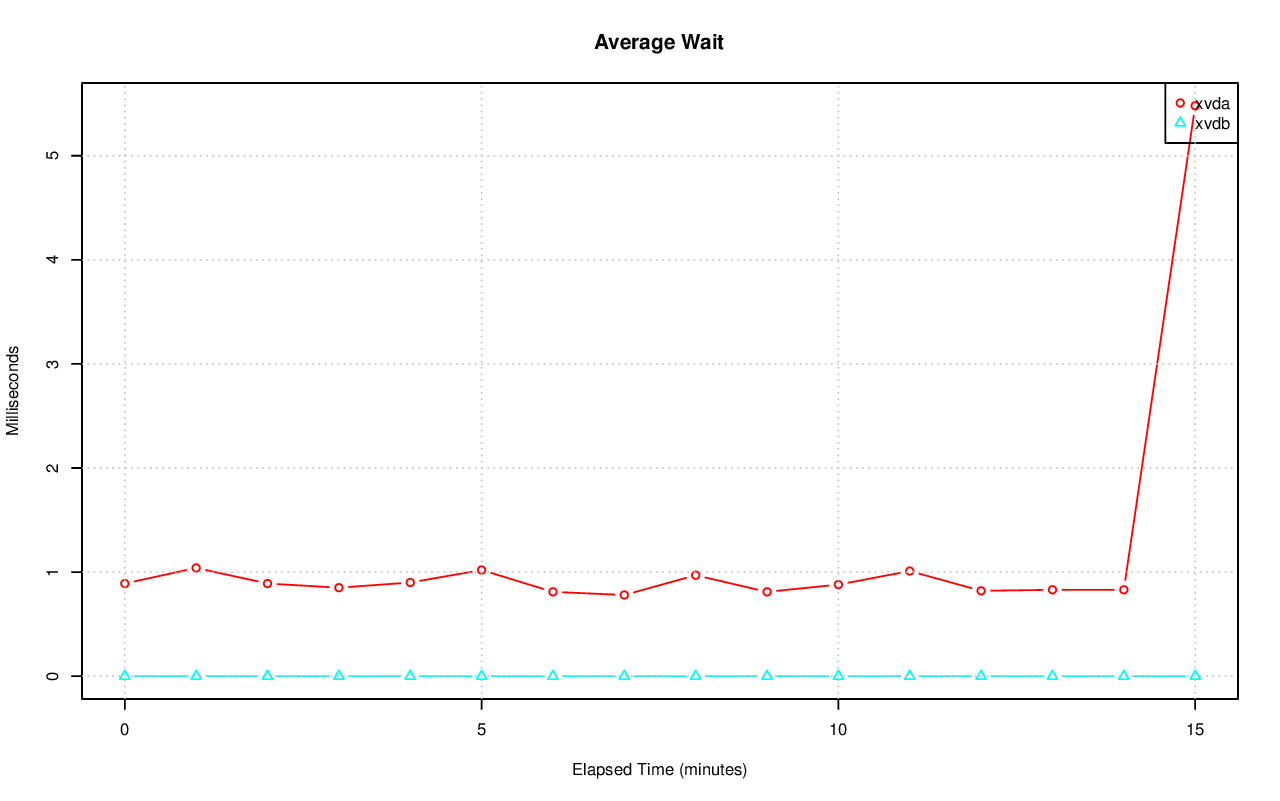 Average Wait
xvda
xvdb
Milliseconds
5
4
3
2
1
0
0 5 10 15
Elapsed Time (minutes)